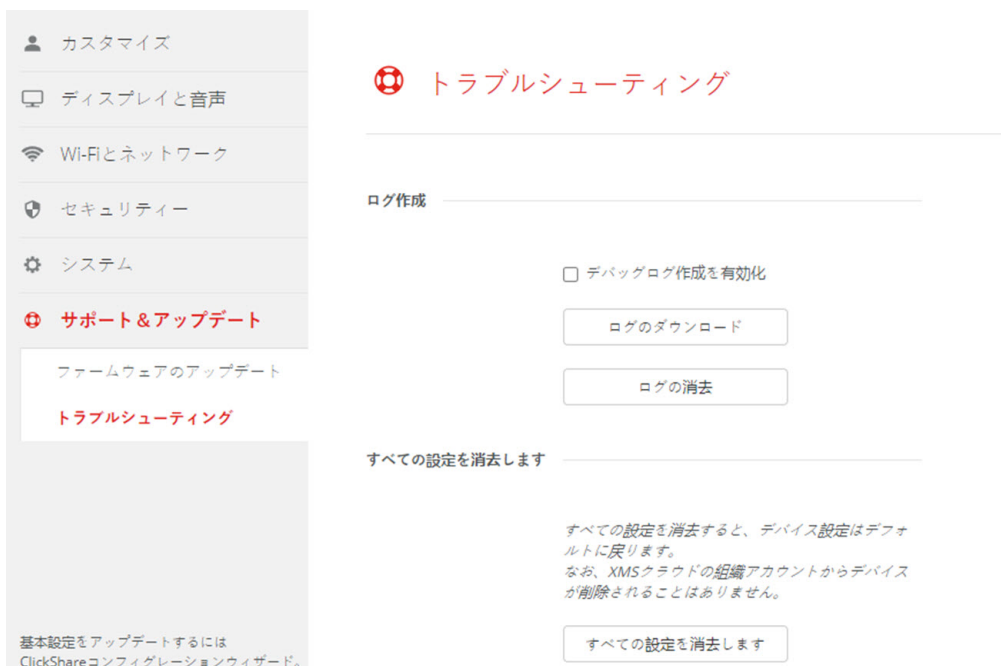 カスタマイズ
ディスプレイと音声
Wi-Fiとネットワーク
セキュリティー
システム
サポート＆アップデート
ファームウェアのアップデート
トラブルシューティング
基本設定をアップデートするには
ClickShareコンフィグレーションウィザード。
トラブルシューティング
ログ作成
デバッグログ作成を有効化
ログのダウンロード
ログの消去
すべての設定を消去します
すべての設定を消去すると、デバイス設定はデフォ
ルトに戻ります。
なお、XMSクラウドの組織アカウントからデバイス
が削除されることはありません。
すべての設定を消去します